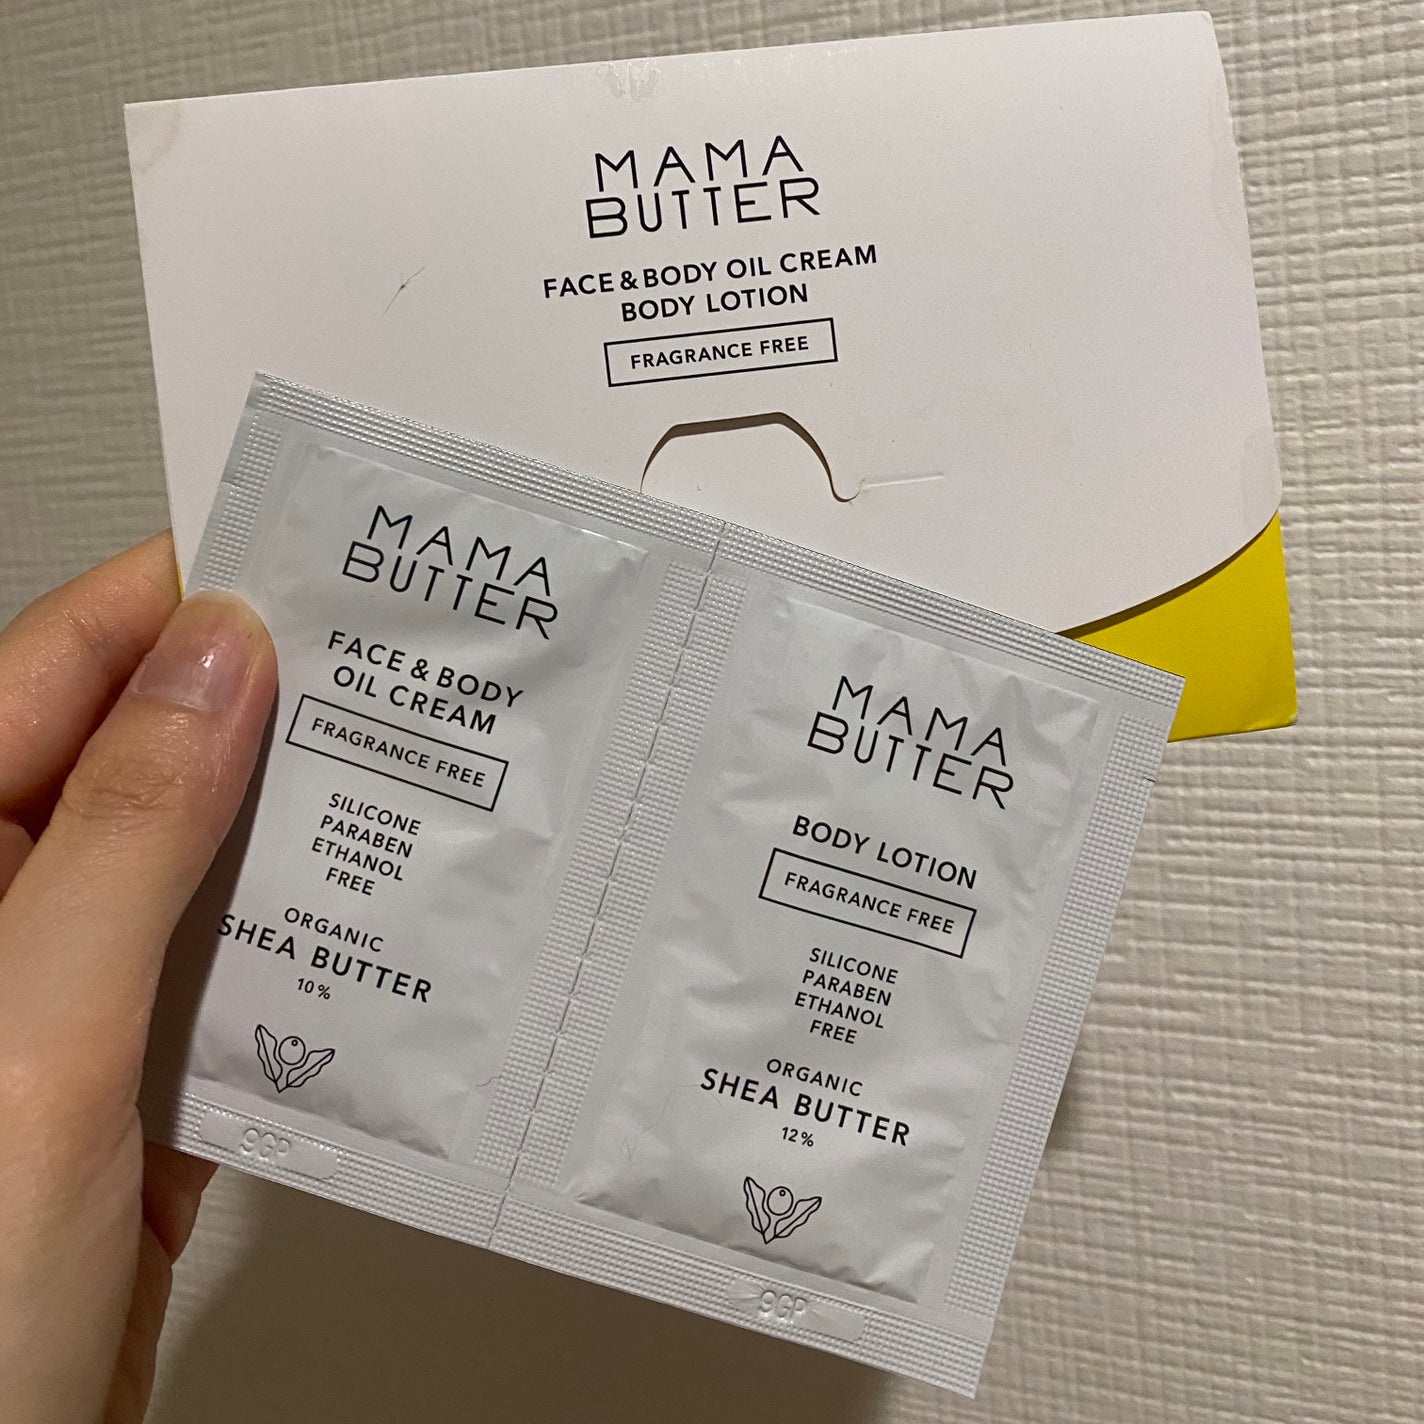 MAMA
BUTTER
FACE & BODY OIL CREAM
BODY LOTION
FRAGRANCE FREE
MAMA
BUTTER
FACE & BODY
OIL CREAM
FRAGRANCE FREE
SILICONE
PARABEN
ETHANOL
FREE
ORGANIC
SHEA BUTTER
10%
9GP
MAMA
BUTTER
BODY LOTION
FRAGRANCE FREE
SILICONE
PARABEN
ETHANOL
FREE
ORGANIC
SHEA BUTTER
12%
9GP